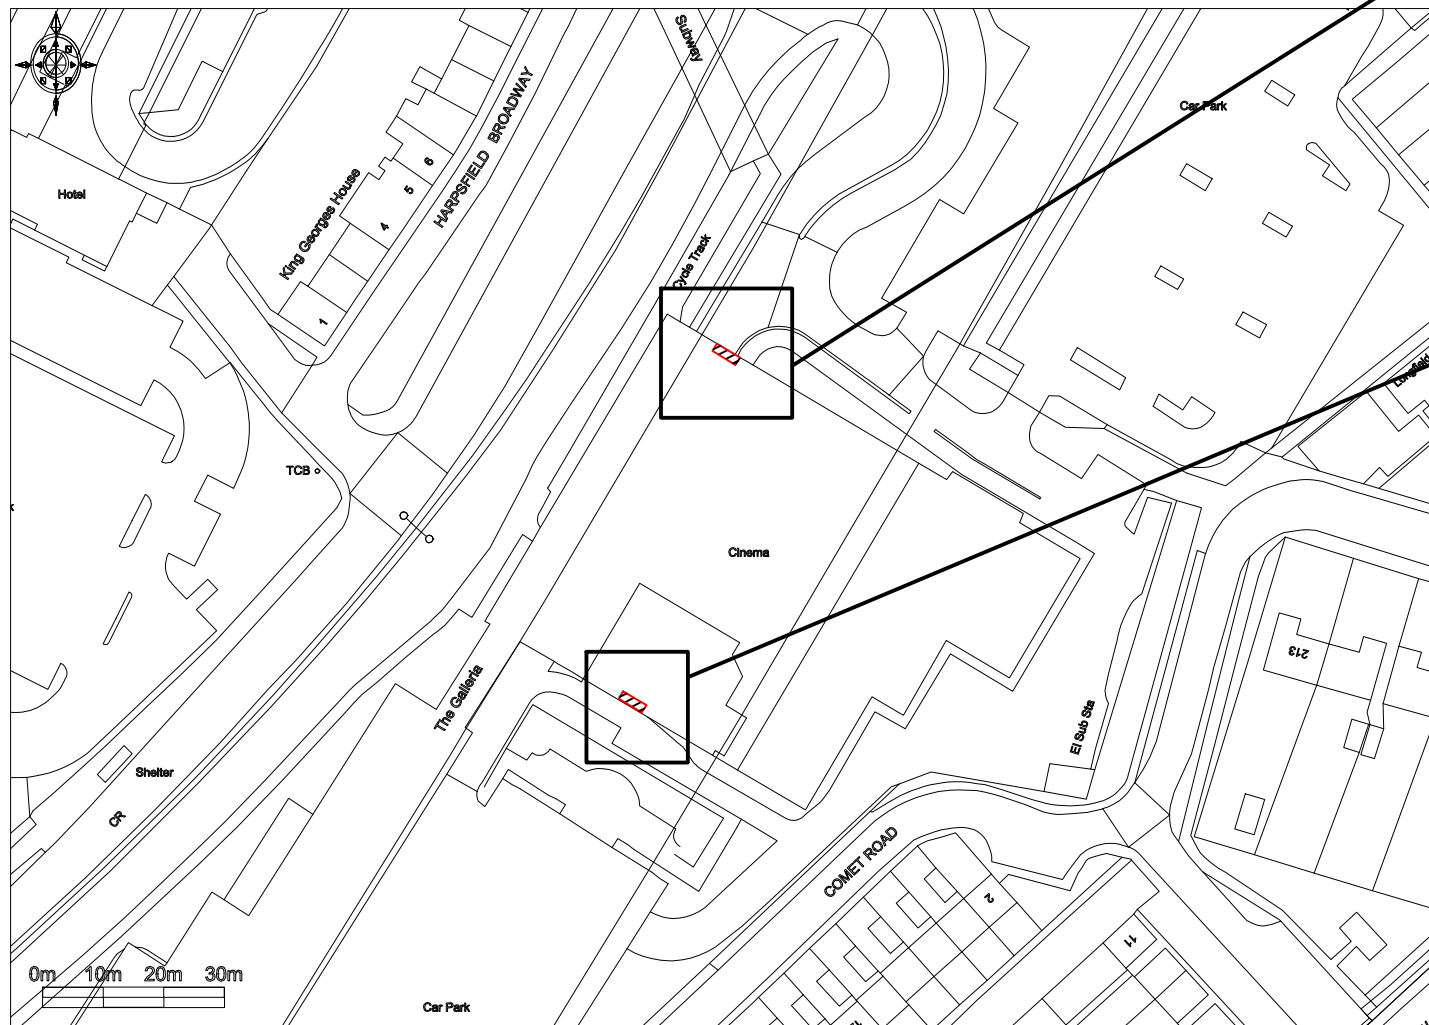 Subway
Car Park
HARPSFIELD BROADWAY
Hotel
King Georges House
6
5
4
1
Cycle Track
Longfield
TCB
Cinema
213
The Galleria
El Sub Sta
Shelter
CR
COMET ROAD
2
11
0m 10m 20m 30m
Car Park